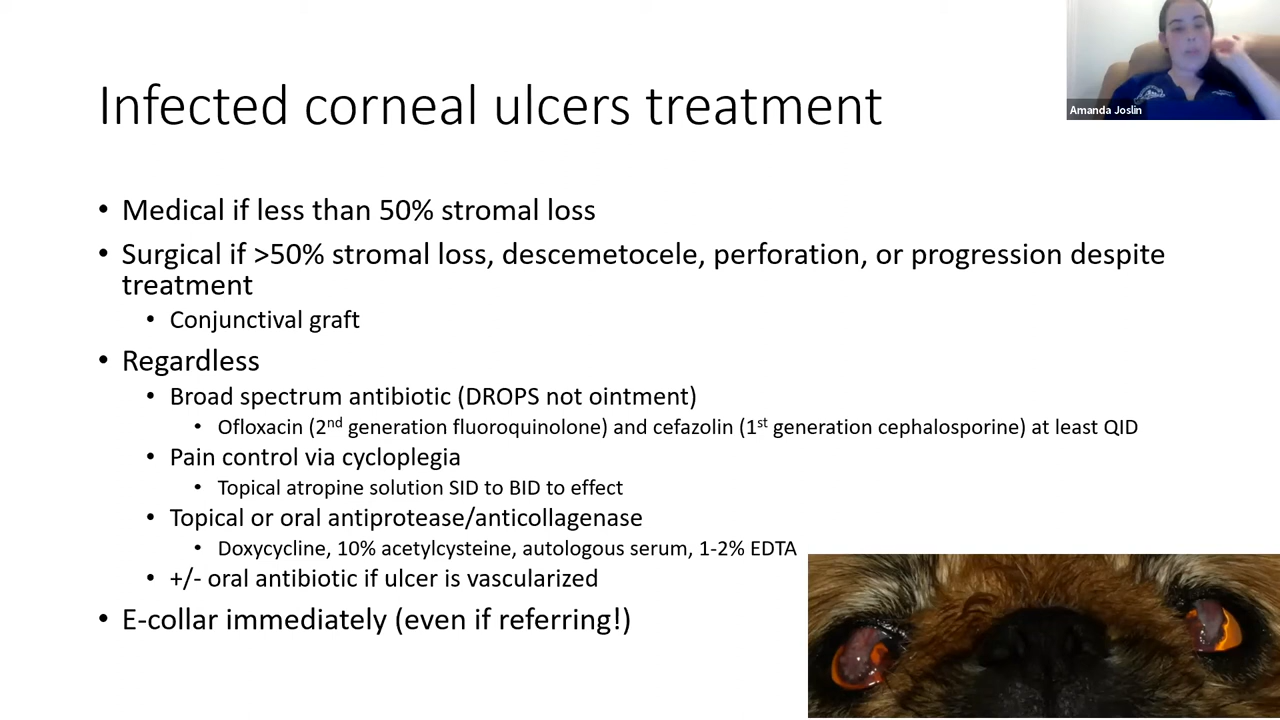 Infected corneal ulcers treatment
Amanda Joslin
• Medical if less than 50% stromal loss
• Surgical if >50% stromal loss, descemetocele, perforation, or progression despite
treatment
• Conjunctival graft
• Regardless
• Broad spectrum antibiotic (DROPS not ointment)
• Ofloxacin (2nd generation fluoroquinolone) and cefazolin (1st generation cephalosporine) at least QID
• Pain control via cycloplegia
• Topical atropine solution SID to BID to effect
• Topical or oral antiprotease/anticollagenase
• Doxycycline, 10% acetylcysteine, autologous serum, 1-2% EDTA
• +/- oral antibiotic if ulcer is vascularized
• E-collar immediately (even if referring!)